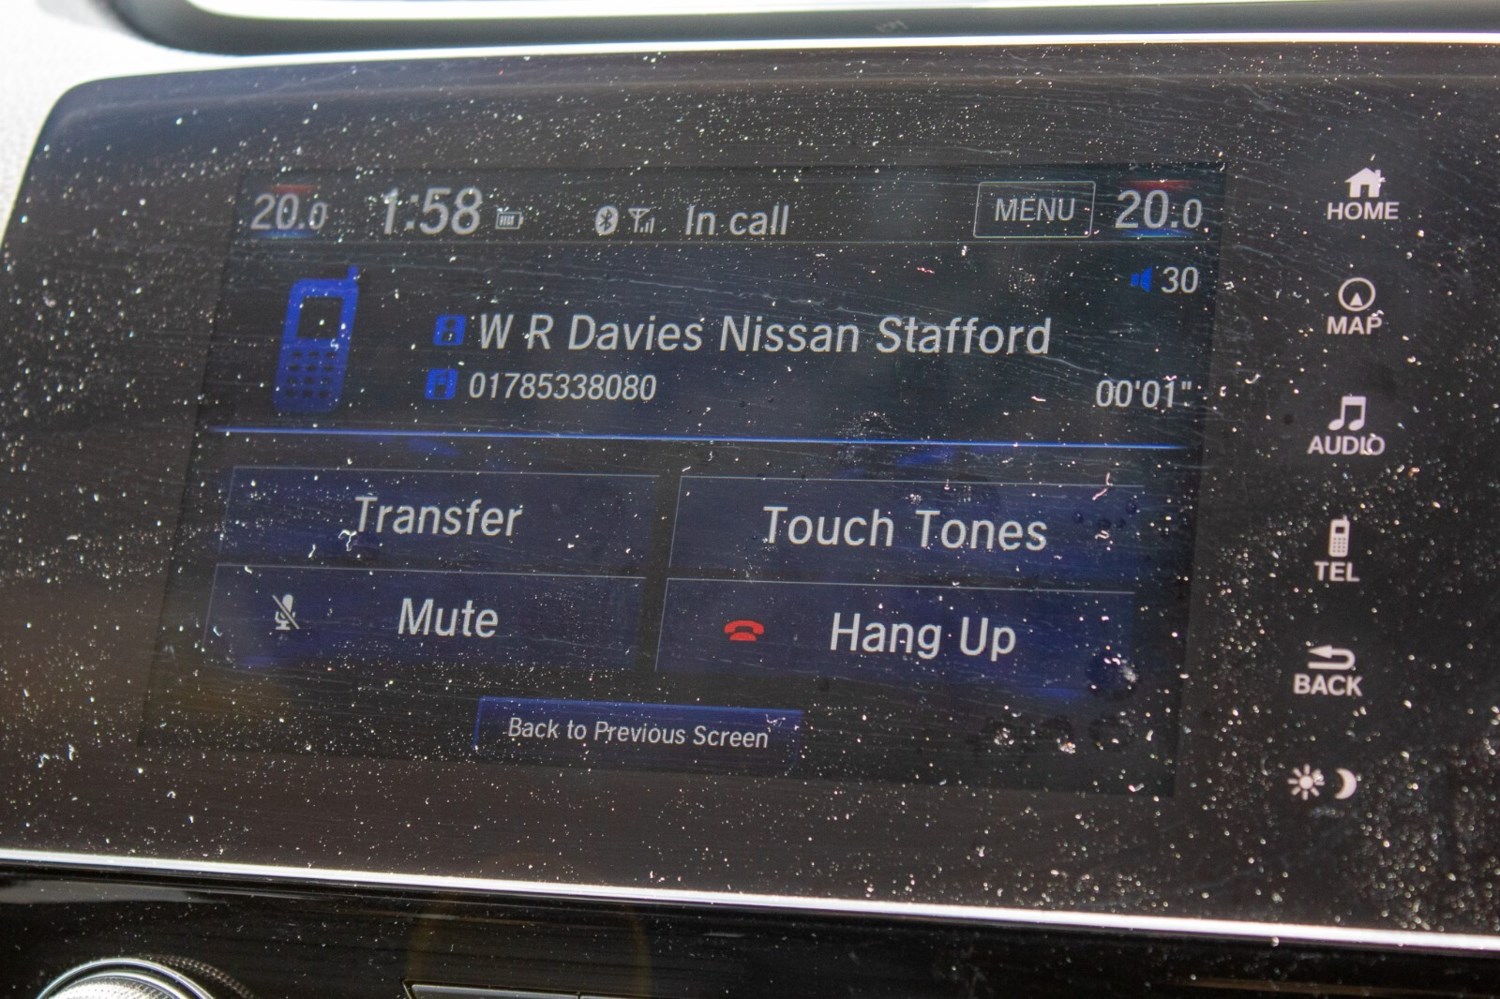 20.0 1:58 In call MENU 20.0
30
W R Davies Nissan Stafford
01785338080 00'01"
Transfer Touch Tones
Mute Hang Up
Back to Previous Screen
HOME
MAP
AUDIO
TEL
BACK